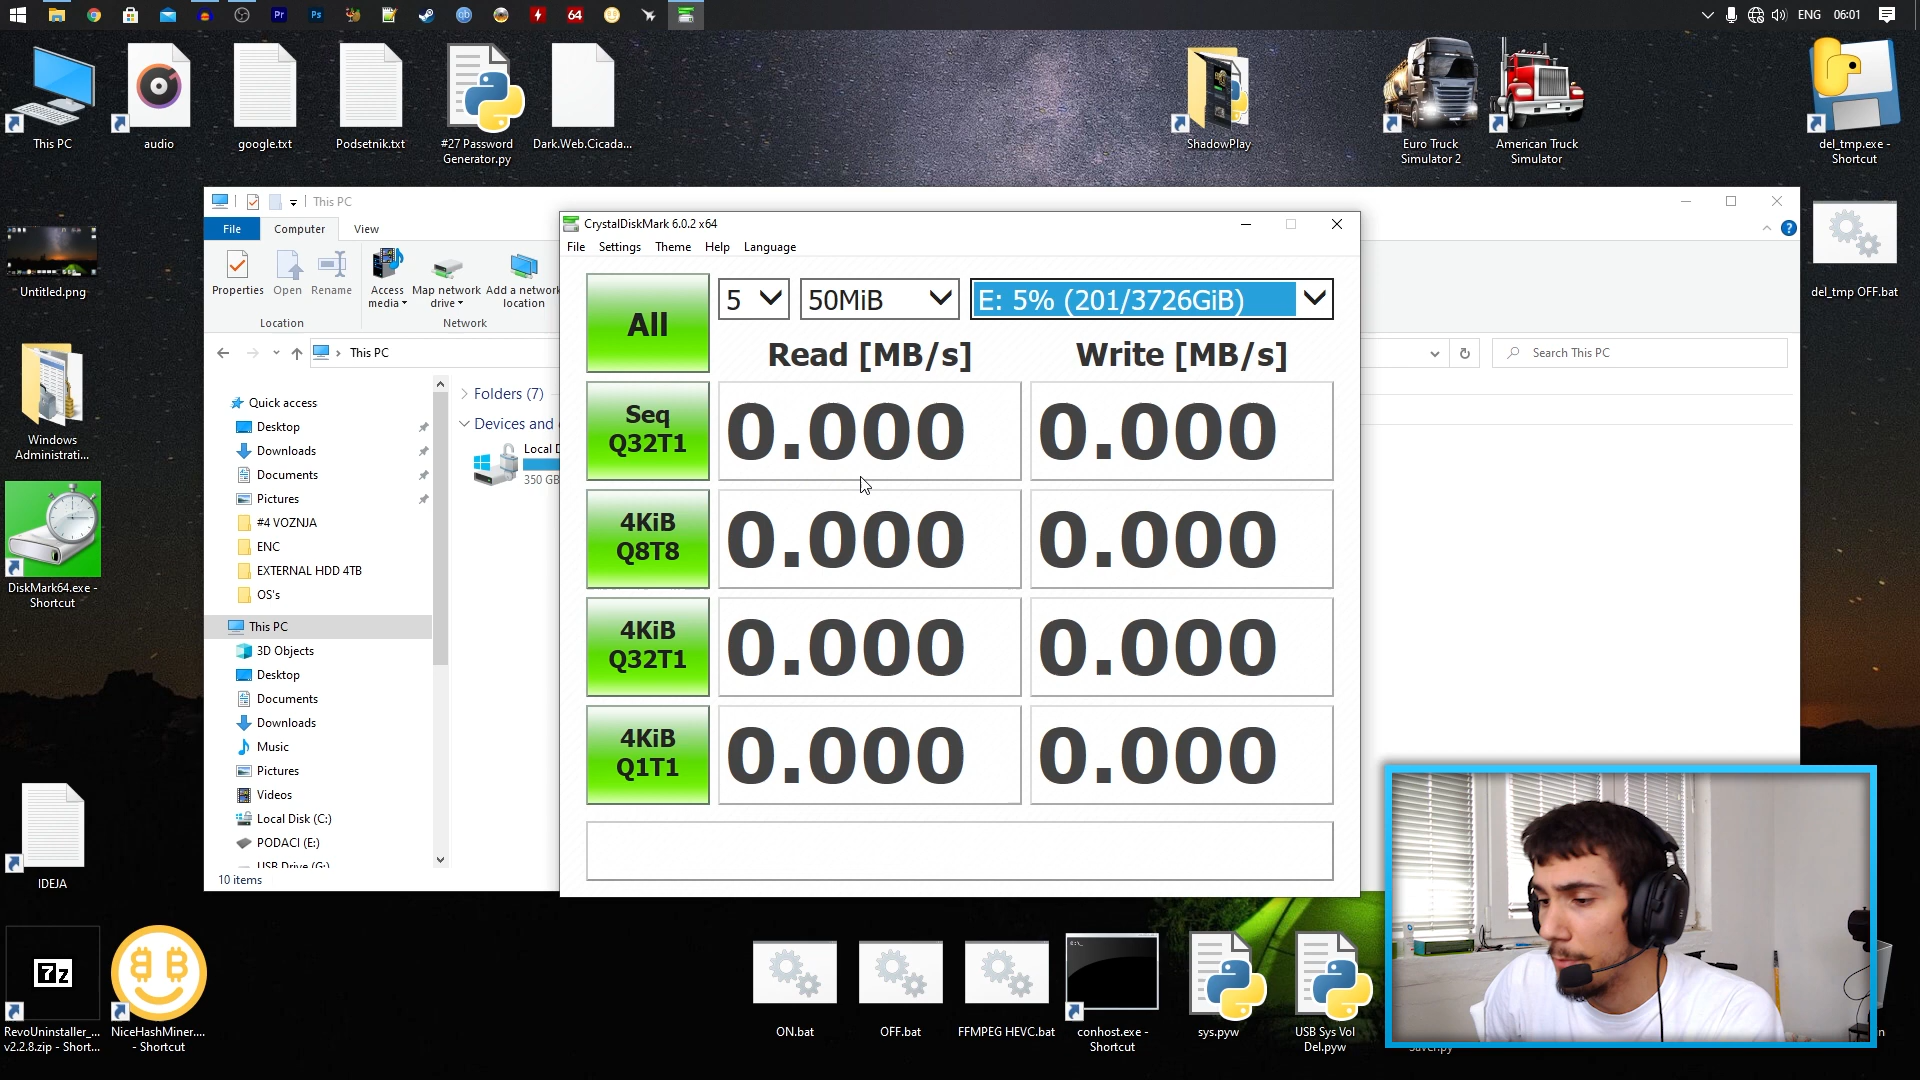 64
ENG
06:01
This PC
audio
google.txt
Podsetnik.txt
#27 Password
Generator.py
Dark.Web.Cicada...
ShadowPlay
Euro Truck
Simulator 2
American Truck
Simulator
del_tmp.exe -
Shortcut
Untitled.png
Windows
Administrati...
DiskMark64.exe -
Shortcut
IDEJA
7z
RevoUninstaller_...
v2.2.8.zip - Short...
NiceHashMiner....
- Shortcut
del_tmp OFF.bat
This PC
File
Computer
View
Properties
Open
Rename
Location
Access
media
Map network
drive
Add a network
location
Network
This PC
Search This PC
Quick access
Desktop
Downloads
Documents
Pictures
#4 VOZNJA
ENC
EXTERNAL HDD 4TB
OS's
This PC
3D Objects
Desktop
Documents
Downloads
Music
Pictures
Videos
Local Disk (C:)
PODACI (E:)
USB Drive (G:)
10 items
Folders (7)
Devices and
Local D
350 GB
CrystalDiskMark 6.0.2 x64
File
Settings
Theme
Help
Language
All
5
50MiB
E: 5% (201/3726GiB)
Read [MB/s]
Write [MB/s]
Seq
Q32T1
0.000
0.000
4KiB
Q8T8
0.000
0.000
4KiB
Q32T1
0.000
0.000
4KiB
Q1T1
0.000
0.000
ON.bat
OFF.bat
FFMPEG HEVC.bat
conhost.exe -
Shortcut
sys.pyw
USB Sys Vol
Del.pyw